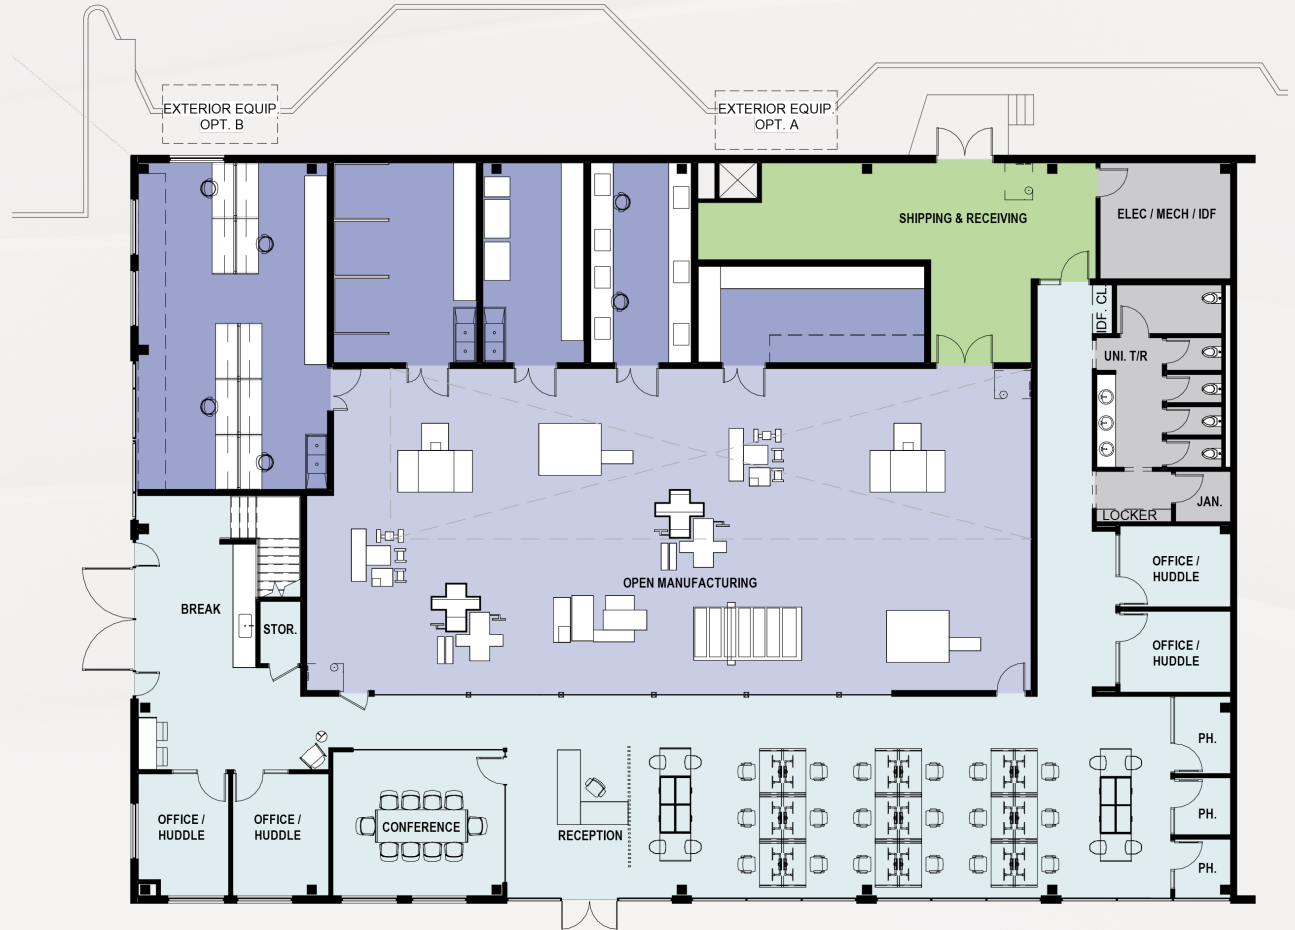 EXTERIOR EQUIP.
OPT. B
EXTERIOR EQUIP.
OPT. A
SHIPPING & RECEIVING
ELEC / MECH / IDF
IDF. CL.
UNI. T/R
JAN.
LOCKER
OFFICE /
HUDDLE
OPEN MANUFACTURING
BREAK
STOR.
OFFICE /
HUDDLE
PH.
OFFICE /
HUDDLE
OFFICE /
HUDDLE
CONFERENCE
RECEPTION
PH.
PH.